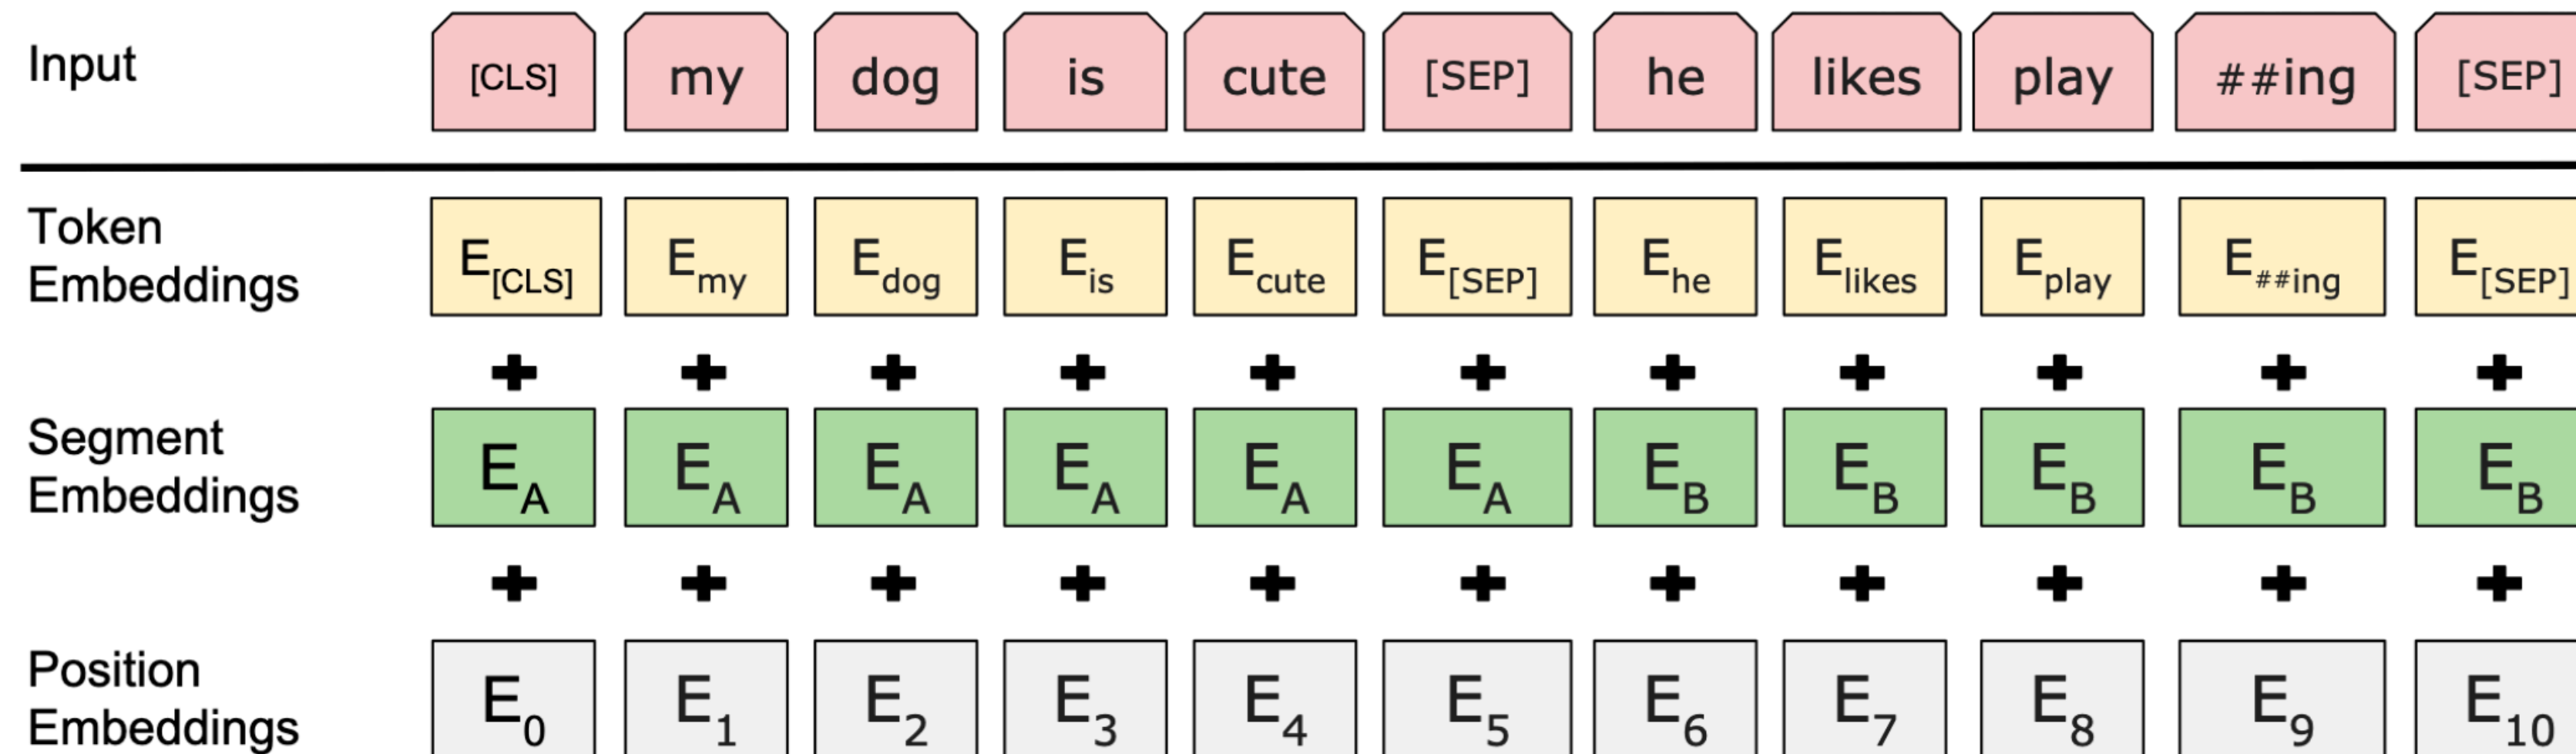 Input [CLS] my dog is cute [SEP] he likes play ##ing [SEP]
Token Embeddings E[CLS] Emy Edog Eis Ecute E[SEP] Ehe Elikes Eplay E##ing E[SEP]
+ + + + + + + + + + +
Segment Embeddings EA EA EA EA EA EA EB EB EB EB EB
+ + + + + + + + + + +
Position Embeddings E0 E1 E2 E3 E4 E5 E6 E7 E8 E9 E10